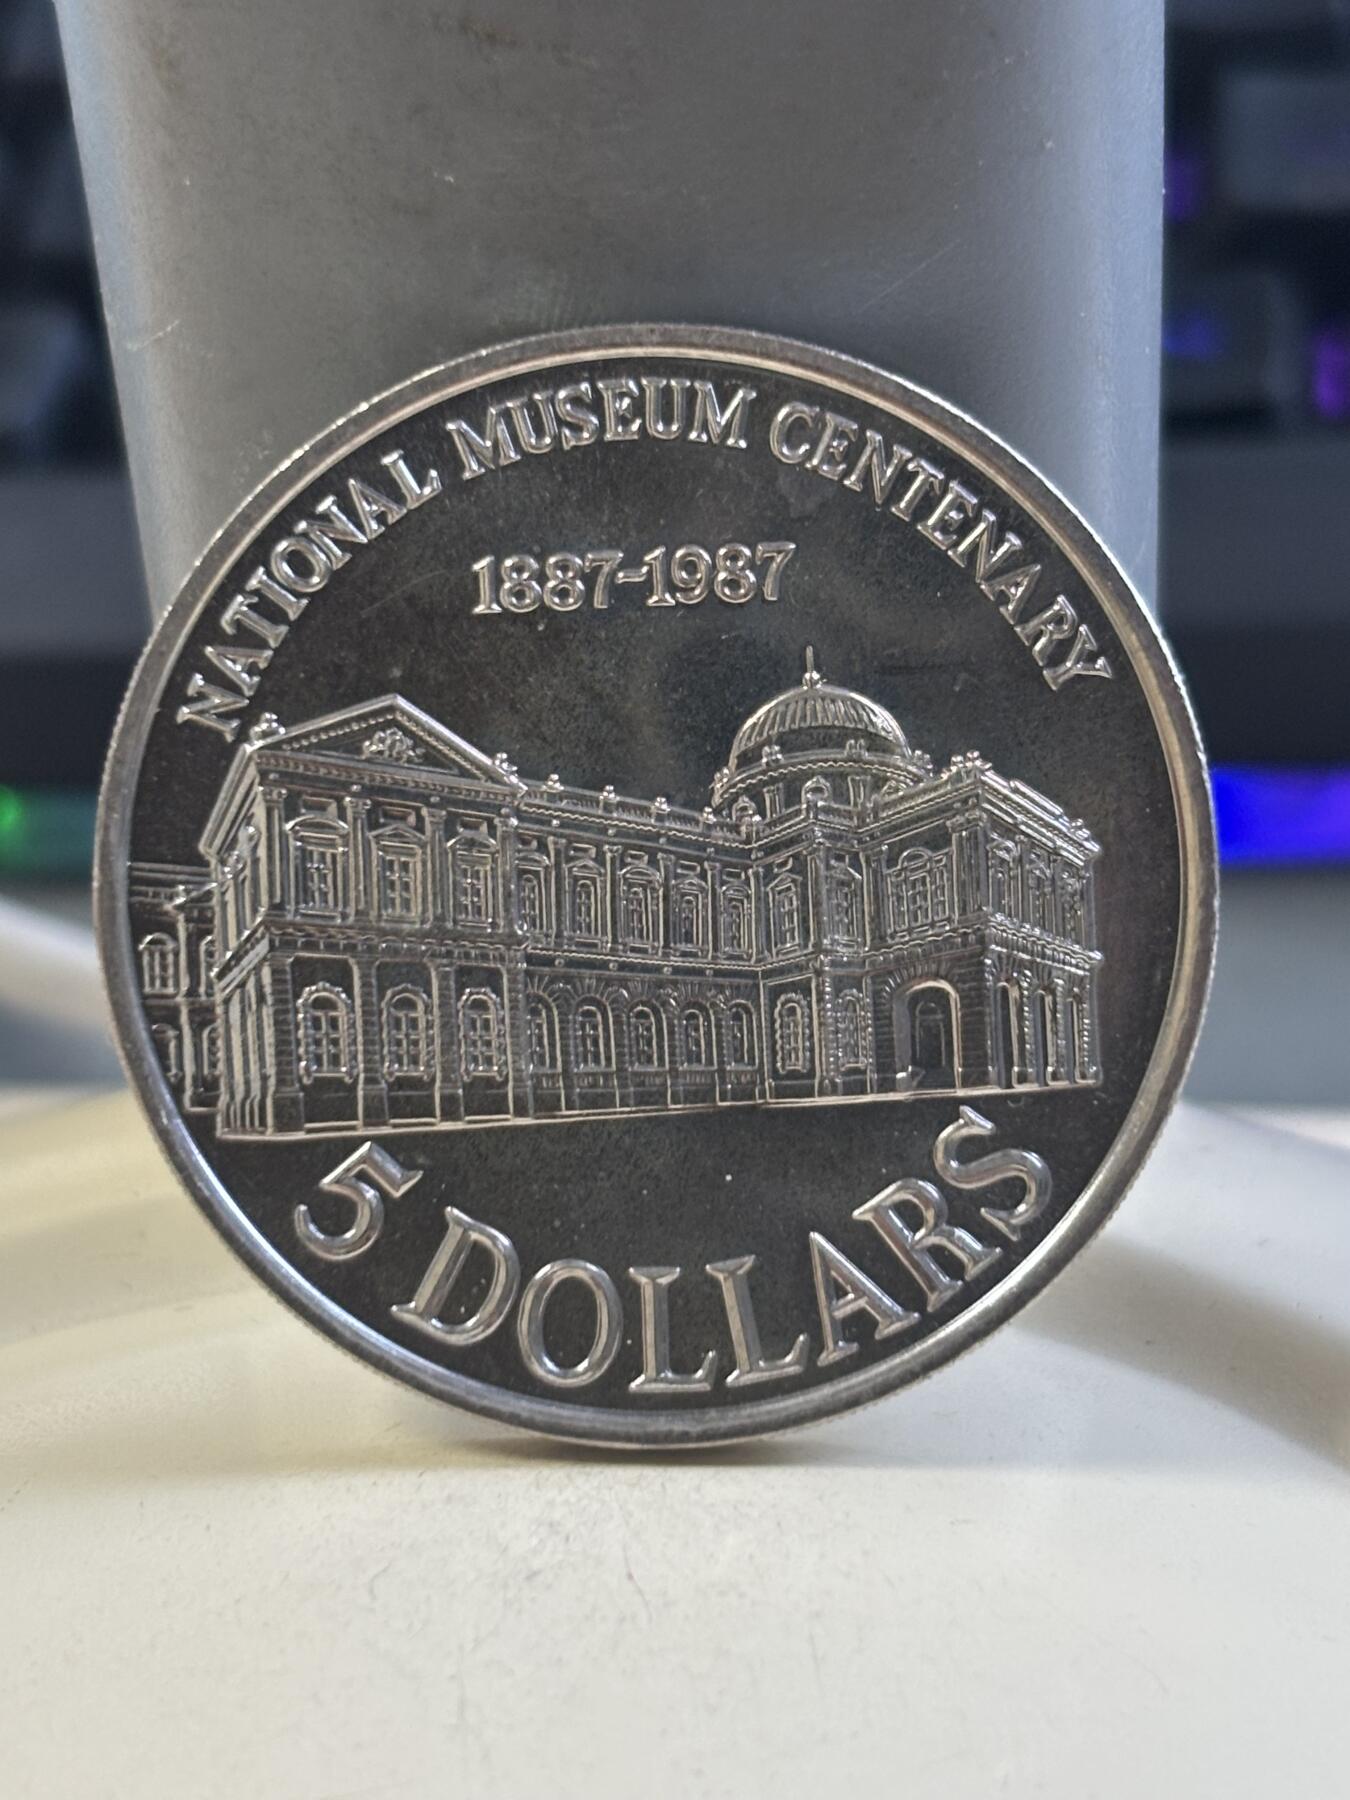 NATIONAL MUSEUM CENTENARY
1887-1987
5 DOLLARS